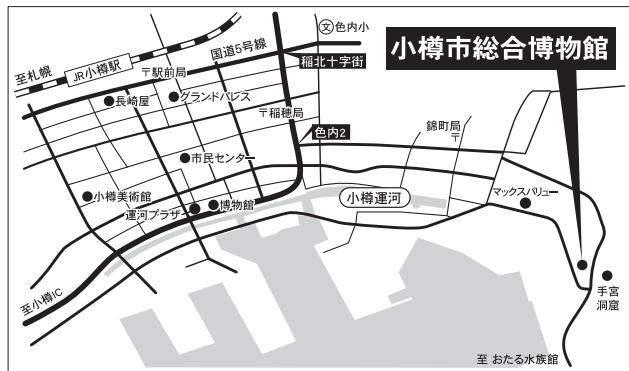 文 色内小
国道5号線
小樽市総合博物館
稲北十字街
至札幌
JR小樽駅
〒駅前局
長崎屋
グランドパレス
〒稲穂局
色内2
錦町局
〒
市民センター
小樽美術館
運河プラザ
博物館
小樽運河
マックスバリュー
手宮
洞窟
至小樽IC
至 おたる水族館